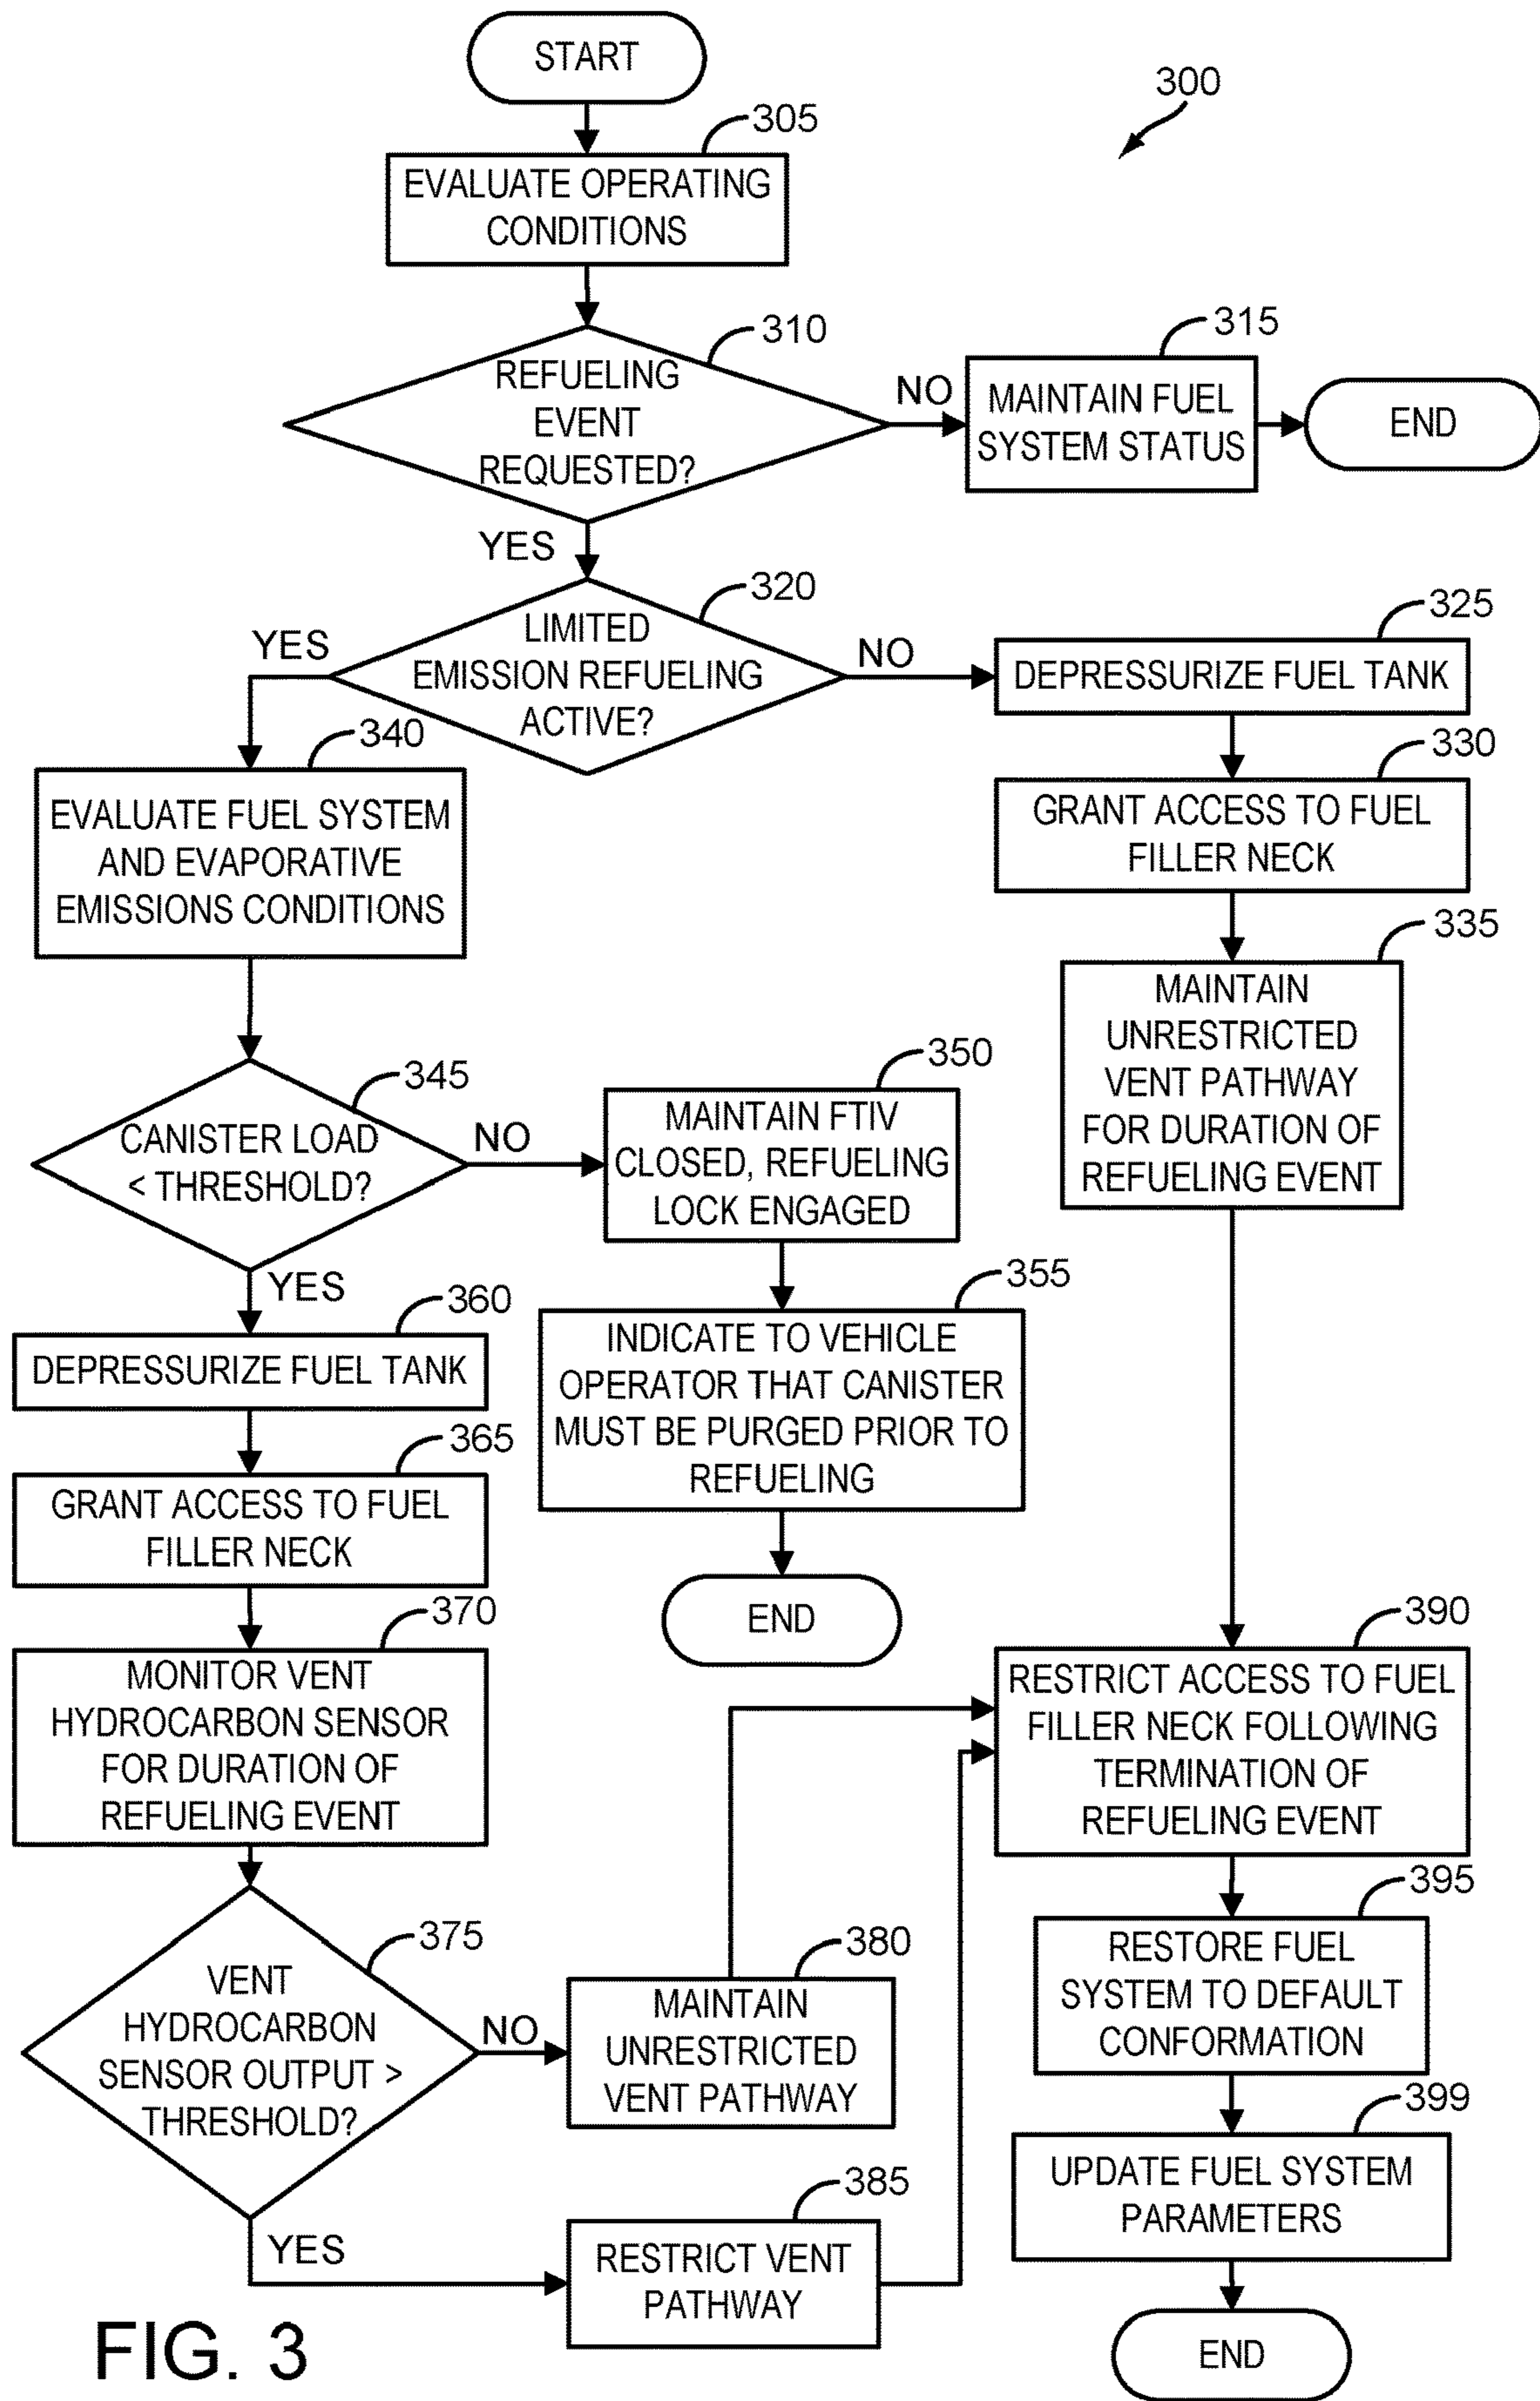 START
300
305
EVALUATE OPERATING
CONDITIONS
310
REFUELING
EVENT
REQUESTED?
NO
315
MAINTAIN FUEL
SYSTEM STATUS
END
YES
320
LIMITED
EMISSION REFUELING
ACTIVE?
YES
NO
325
DEPRESSURIZE FUEL TANK
330
GRANT ACCESS TO FUEL
FILLER NECK
335
MAINTAIN
UNRESTRICTED
VENT PATHWAY
FOR DURATION OF
REFUELING EVENT
340
EVALUATE FUEL SYSTEM
AND EVAPORATIVE
EMISSIONS CONDITIONS
345
CANISTER LOAD
< THRESHOLD?
NO
350
MAINTAIN FTIV
CLOSED, REFUELING
LOCK ENGAGED
355
INDICATE TO VEHICLE
OPERATOR THAT CANISTER
MUST BE PURGED PRIOR TO
REFUELING
END
YES
360
DEPRESSURIZE FUEL TANK
365
GRANT ACCESS TO FUEL
FILLER NECK
370
MONITOR VENT
HYDROCARBON SENSOR
FOR DURATION OF
REFUELING EVENT
375
VENT
HYDROCARBON
SENSOR OUTPUT >
THRESHOLD?
NO
380
MAINTAIN
UNRESTRICTED
VENT PATHWAY
YES
385
RESTRICT VENT
PATHWAY
390
RESTRICT ACCESS TO FUEL
FILLER NECK FOLLOWING
TERMINATION OF
REFUELING EVENT
395
RESTORE FUEL
SYSTEM TO DEFAULT
CONFORMATION
399
UPDATE FUEL SYSTEM
PARAMETERS
END
FIG. 3